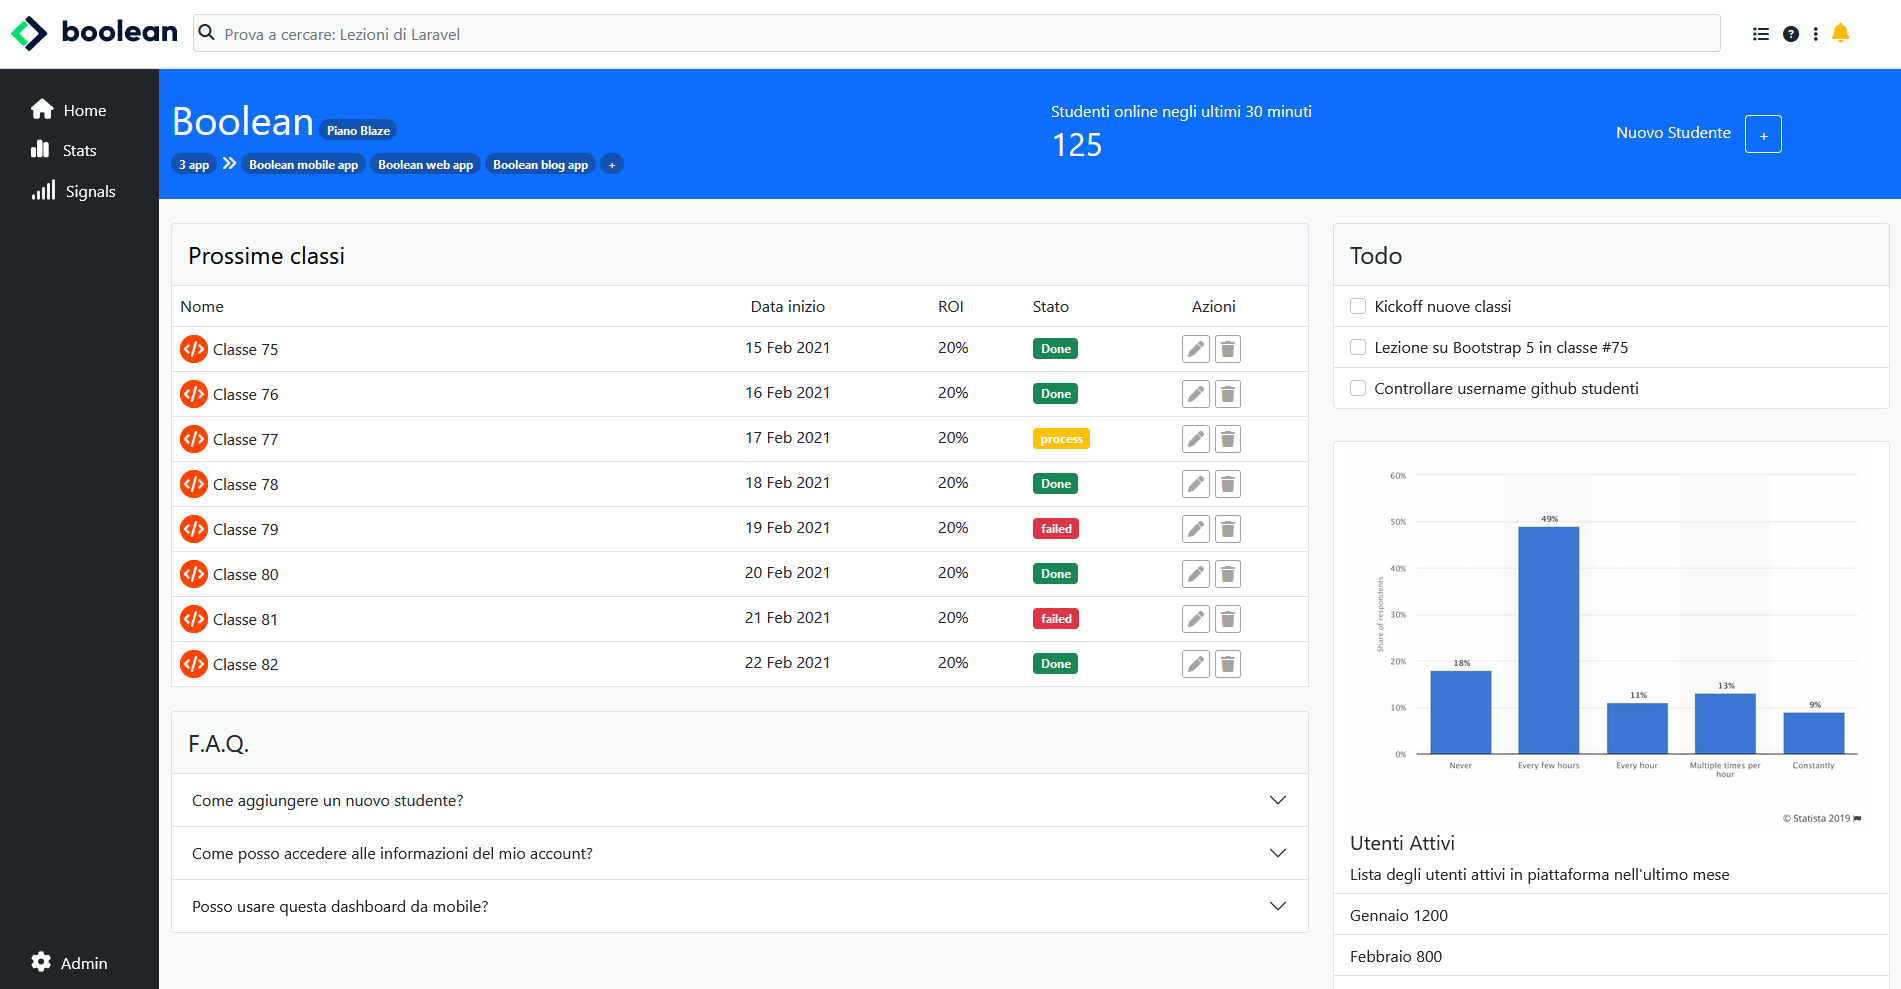 boolean
Prova a cercare: Lezioni di Laravel
Home
Stats
Signals
Admin
Boolean Piano Blaze
3 app Boolean mobile app Boolean web app Boolean blog app +
Studenti online negli ultimi 30 minuti
125
Nuovo Studente +
Prossime classi
Nome Data inizio ROI Stato Azioni
Classe 75 15 Feb 2021 20% Done
Classe 76 16 Feb 2021 20% Done
Classe 77 17 Feb 2021 20% process
Classe 78 18 Feb 2021 20% Done
Classe 79 19 Feb 2021 20% failed
Classe 80 20 Feb 2021 20% Done
Classe 81 21 Feb 2021 20% failed
Classe 82 22 Feb 2021 20% Done
F.A.Q.
Come aggiungere un nuovo studente?
Come posso accedere alle informazioni del mio account?
Posso usare questa dashboard da mobile?
Todo
Kickoff nuove classi
Lezione su Bootstrap 5 in classe #75
Controllare username github studenti
Share of respondents
60%
50%
40%
30%
20%
10%
0%
18%
49%
11%
13%
9%
Never
Every few hours
Every hour
Multiple times per
hour
Constantly
© Statista 2019
Utenti Attivi
Lista degli utenti attivi in piattaforma nell'ultimo mese
Gennaio 1200
Febbraio 800